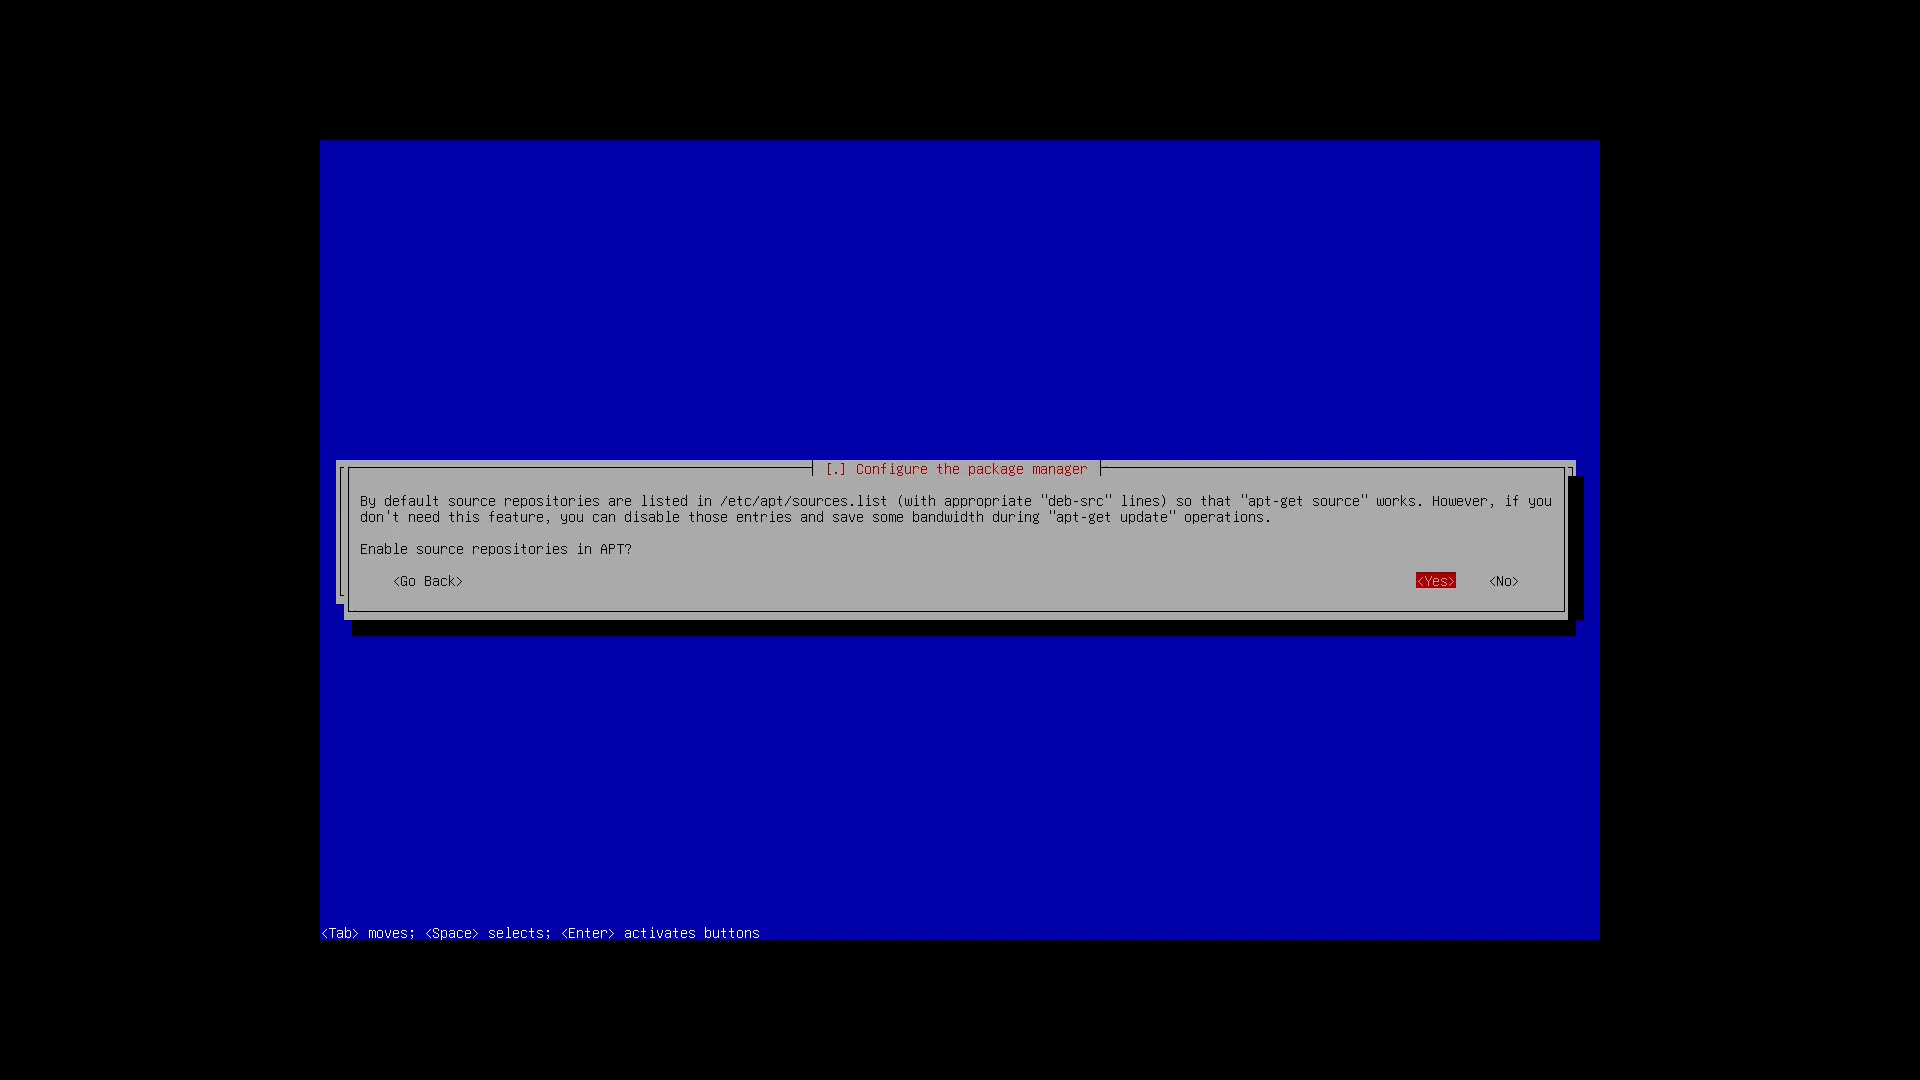 [.] Configure the package manager
By default source repositories are listed in /etc/apt/sources.list (with appropriate "deb-src" lines) so that "apt-get source" works. However, if you
don't need this feature, you can disable those entries and save some bandwidth during "apt-get update" operations.
Enable source repositories in APT?
<Go Back> <Yes> <No>
<Tab> moves; <Space> selects; <Enter> activates buttons